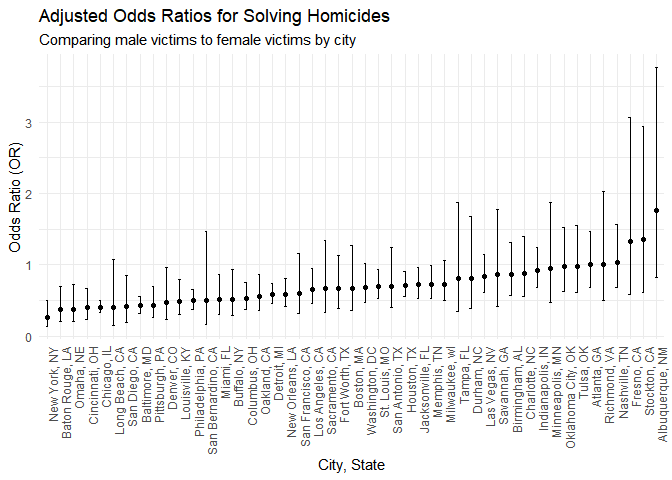 Adjusted Odds Ratios for Solving Homicides
Comparing male victims to female victims by city
3
2
1
0
Odds Ratio (OR)
New York, NY
Baton Rouge, LA
Omaha, NE
Cincinnati, OH
Chicago, IL
Long Beach, CA
San Diego, CA
Baltimore, MD
Pittsburgh, PA
Denver, CO
Louisville, KY
Philadelphia, PA
San Bernardino, CA
Miami, FL
Buffalo, NY
Columbus, OH
Oakland, CA
Detroit, MI
New Orleans, LA
San Francisco, CA
Los Angeles, CA
Sacramento, CA
Fort Worth, TX
Boston, MA
Washington, DC
St. Louis, MO
San Antonio, TX
Houston, TX
Jacksonville, FL
Memphis, TN
Milwaukee, wI
Tampa, FL
Durham, NC
Las Vegas, NV
Savannah, GA
Birmingham, AL
Charlotte, NC
Indianapolis, IN
Minneapolis, MN
Oklahoma City, OK
Tulsa, OK
Atlanta, GA
Richmond, VA
Nashville, TN
Fresno, CA
Stockton, CA
Albuquerque, NM
City, State